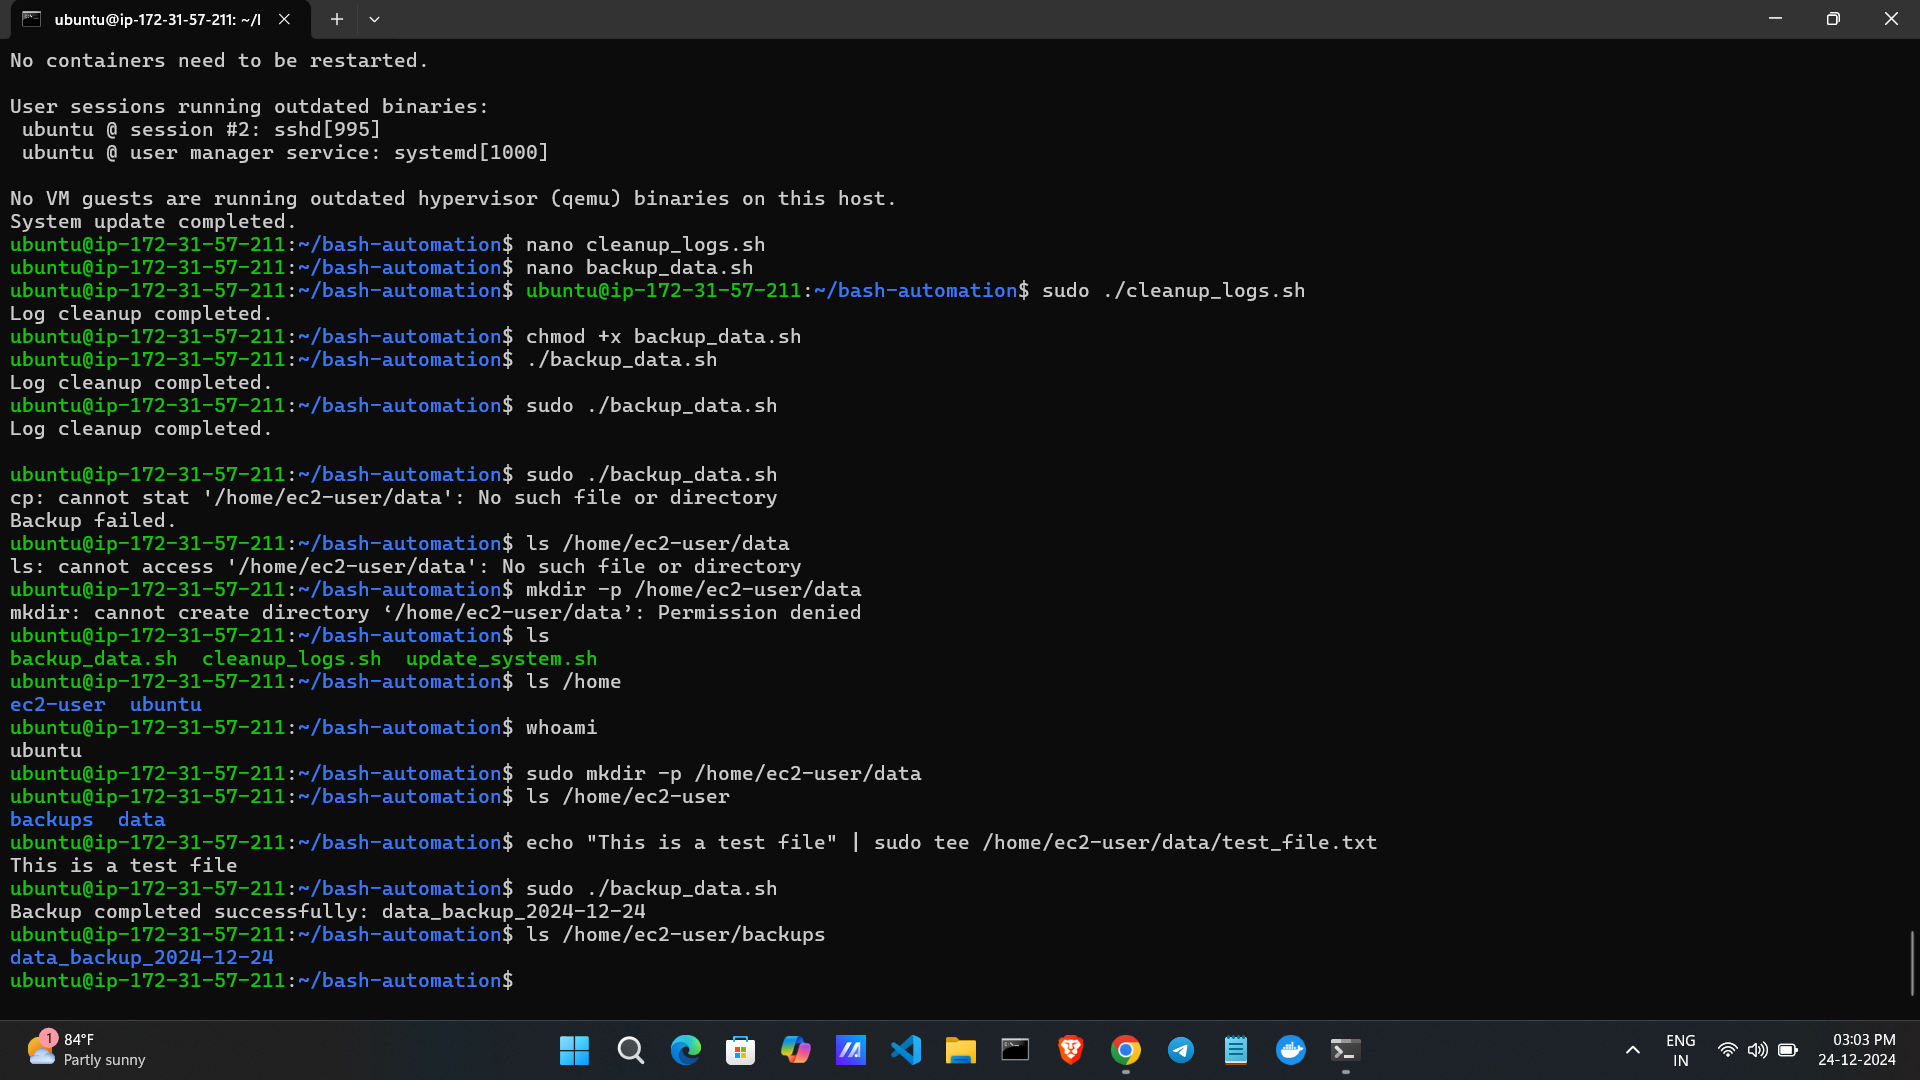 ubuntu@ip-172-31-57-211: ~/l
No containers need to be restarted.
User sessions running outdated binaries:
ubuntu @ session #2: sshd[995]
ubuntu @ user manager service: systemd[1000]
No VM guests are running outdated hypervisor (qemu) binaries on this host.
System update completed.
ubuntu@ip-172-31-57-211:~/bash-automation$ nano cleanup_logs.sh
ubuntu@ip-172-31-57-211:~/bash-automation$ nano backup_data.sh
ubuntu@ip-172-31-57-211:~/bash-automation$ ubuntu@ip-172-31-57-211:~/bash-automation$ sudo ./cleanup_logs.sh
Log cleanup completed.
ubuntu@ip-172-31-57-211:~/bash-automation$ chmod +x backup_data.sh
ubuntu@ip-172-31-57-211:~/bash-automation$ ./backup_data.sh
Log cleanup completed.
ubuntu@ip-172-31-57-211:~/bash-automation$ sudo ./backup_data.sh
Log cleanup completed.
ubuntu@ip-172-31-57-211:~/bash-automation$ sudo ./backup_data.sh
cp: cannot stat '/home/ec2-user/data': No such file or directory
Backup failed.
ubuntu@ip-172-31-57-211:~/bash-automation$ ls /home/ec2-user/data
ls: cannot access '/home/ec2-user/data': No such file or directory
ubuntu@ip-172-31-57-211:~/bash-automation$ mkdir -p /home/ec2-user/data
mkdir: cannot create directory ‘/home/ec2-user/data’: Permission denied
ubuntu@ip-172-31-57-211:~/bash-automation$ ls
backup_data.sh  cleanup_logs.sh  update_system.sh
ubuntu@ip-172-31-57-211:~/bash-automation$ ls /home
ec2-user  ubuntu
ubuntu@ip-172-31-57-211:~/bash-automation$ whoami
ubuntu
ubuntu@ip-172-31-57-211:~/bash-automation$ sudo mkdir -p /home/ec2-user/data
ubuntu@ip-172-31-57-211:~/bash-automation$ ls /home/ec2-user
backups  data
ubuntu@ip-172-31-57-211:~/bash-automation$ echo "This is a test file" | sudo tee /home/ec2-user/data/test_file.txt
This is a test file
ubuntu@ip-172-31-57-211:~/bash-automation$ sudo ./backup_data.sh
Backup completed successfully: data_backup_2024-12-24
ubuntu@ip-172-31-57-211:~/bash-automation$ ls /home/ec2-user/backups
data_backup_2024-12-24
ubuntu@ip-172-31-57-211:~/bash-automation$
1
84°F
Partly sunny
ENG
IN
03:03 PM
24-12-2024